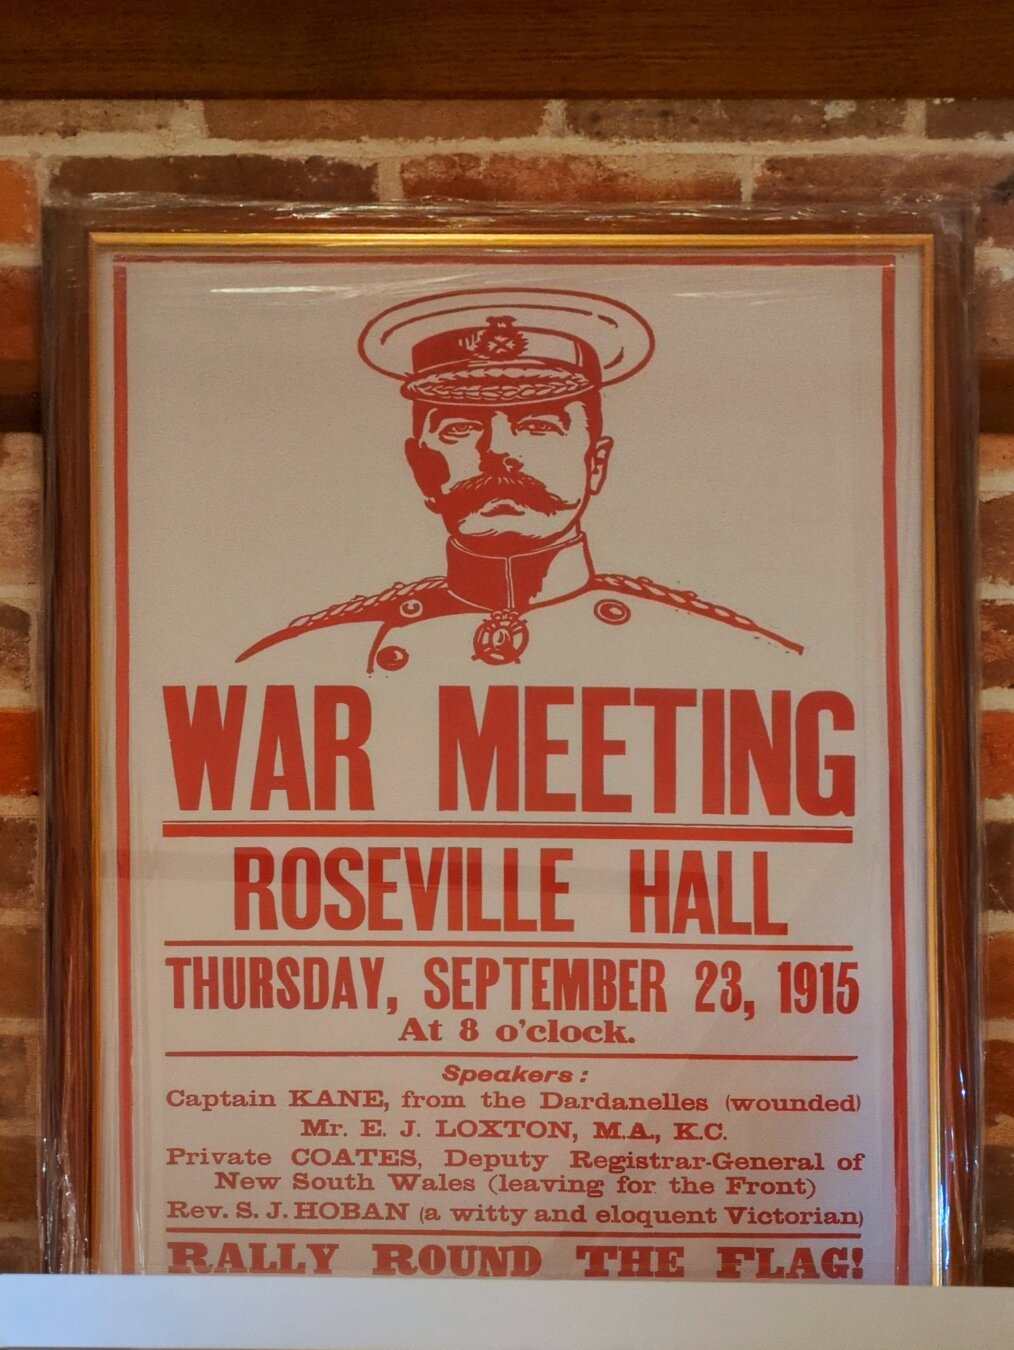 WAR MEETING
ROSEVILLE HALL
THURSDAY, SEPTEMBER 23, 1915
At 8 o'clock.
Speakers:
Captain KANE, from the Dardanelles (wounded)
Mr. E. J. LOXTON, M.A., K.C.
Private COATES, Deputy Registrar-General of
New South Wales (leaving for the Front)
Rev. S. J. HOBAN (a witty and eloquent Victorian)
RALLY ROUND THE FLAG!